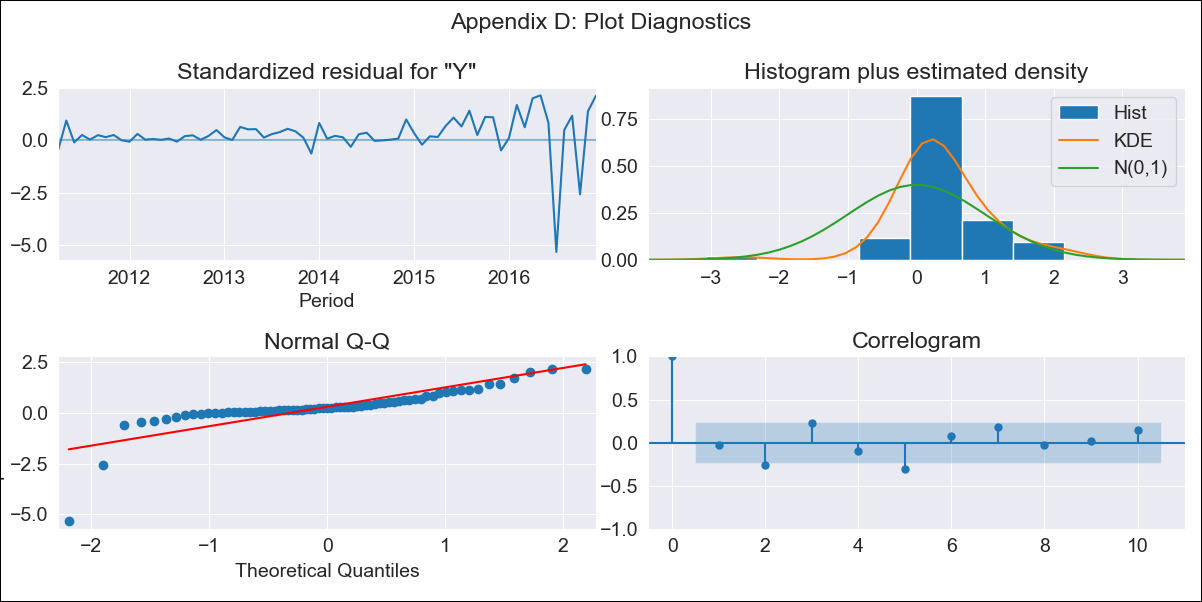 Appendix D: Plot Diagnostics
Standardized residual for "Y"
2.5
0.0
−2.5
−5.0
2012 2013 2014 2015 2016
Period
Histogram plus estimated density
0.75
0.50
0.25
0.00
Hist
KDE
N(0,1)
−3 −2 −1 0 1 2 3
Normal Q-Q
2.5
0.0
−2.5
−5.0
−2 −1 0 1 2
Theoretical Quantiles
Correlogram
1.0
0.5
0.0
−0.5
−1.0
0 2 4 6 8 10